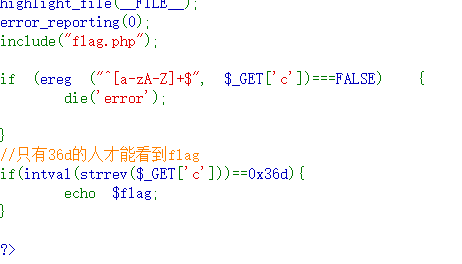 highlight_file(__FILE__);
error_reporting(0);
include("flag.php");
if (ereg ("^[a-zA-Z]+$", $_GET['c'])===FALSE) {
die('error');
}
//只有36d的人才能看到flag
if(intval(strrev($_GET['c']))==0x36d){
echo $flag;
}
?>